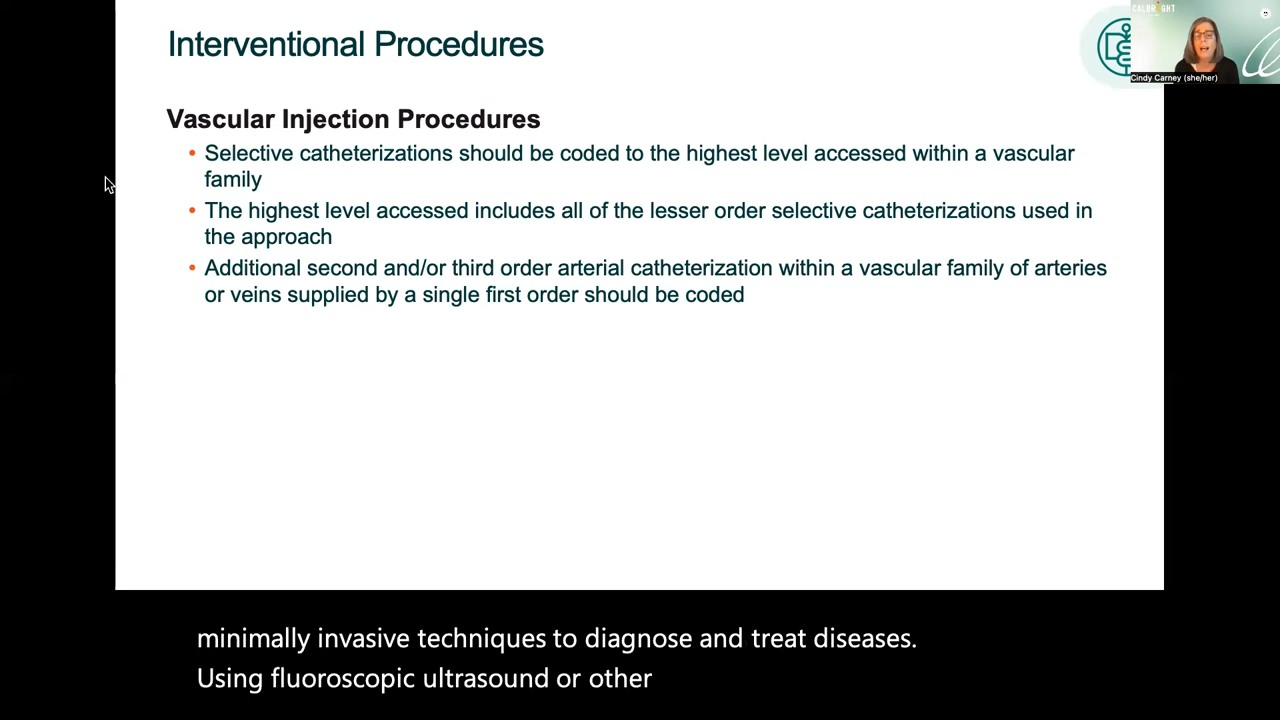 Interventional Procedures
CALBRIGHT
Cindy Carney (she/her)
Vascular Injection Procedures
• Selective catheterizations should be coded to the highest level accessed within a vascular
family
• The highest level accessed includes all of the lesser order selective catheterizations used in
the approach
• Additional second and/or third order arterial catheterization within a vascular family of arteries
or veins supplied by a single first order should be coded
minimally invasive techniques to diagnose and treat diseases.
Using fluoroscopic ultrasound or other